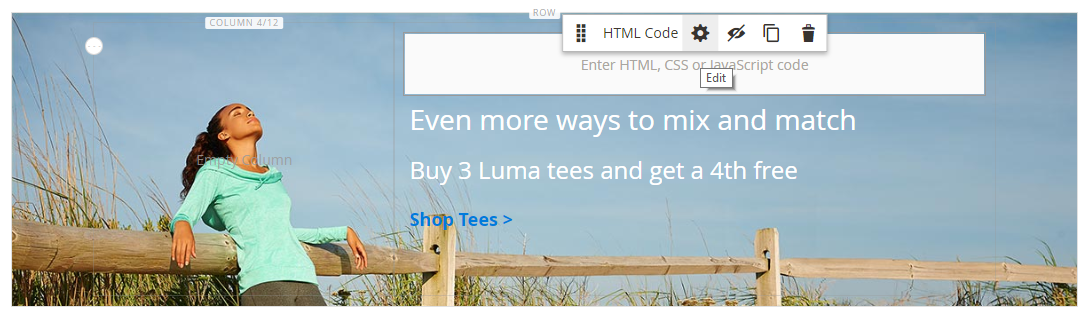 ROW
COLUMN 4/12
HTML Code
Enter HTML, CSS or JavaScript code
Edit
Even more ways to mix and match
Empty Column
Buy 3 Luma tees and get a 4th free
Shop Tees >